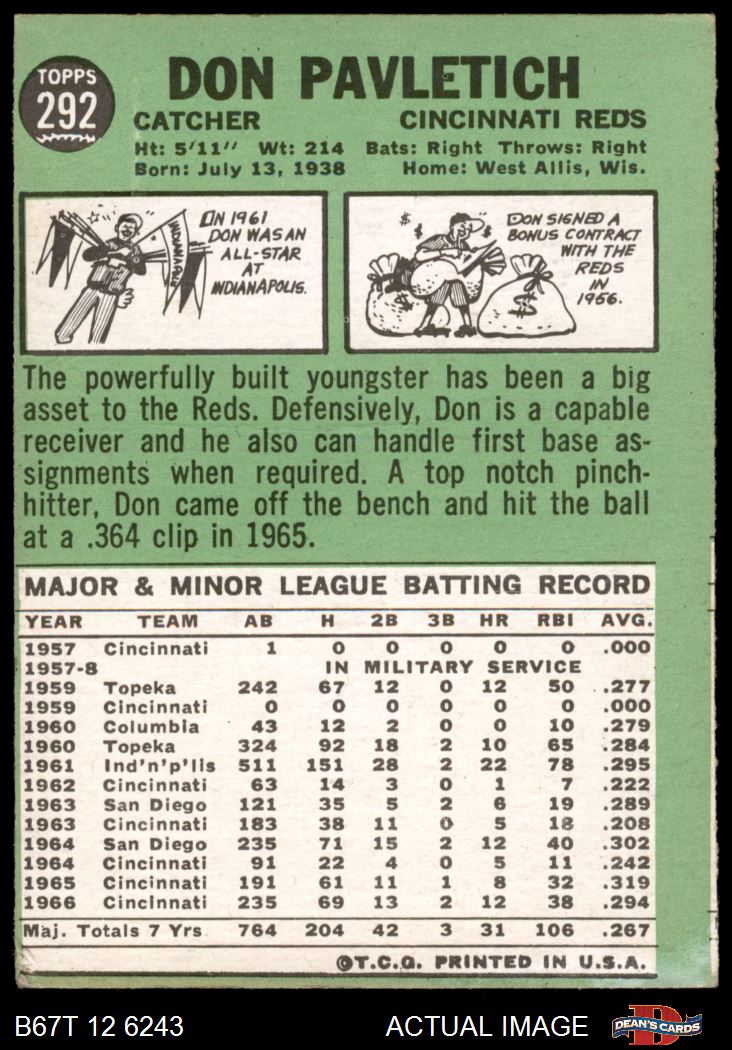 TOPPS
292
DON PAVLETICH
CATCHER CINCINNATI REDS
Ht: 5'11" Wt: 214 Bats: Right Throws: Right
Born: July 13, 1938 Home: West Allis, Wis.
IN 1961
DON WAS AN
ALL-STAR
AT
INDIANAPOLIS.
INDIANAPOLIS
DON SIGNED A
BONUS CONTRACT
WITH THE
REDS
IN
1956.
$ $ $
$ $
The powerfully built youngster has been a big
asset to the Reds. Defensively, Don is a capable
receiver and he also can handle first base as-
signments when required. A top notch pinch-
hitter, Don came off the bench and hit the ball
at a .364 clip in 1965.
MAJOR & MINOR LEAGUE BATTING RECORD
YEAR TEAM AB H 2B 3B HR RBI AVG.
1957 Cincinnati 1 0 0 0 0 0 .000
1957-8 IN MILITARY SERVICE
1959 Topeka 242 67 12 0 12 50 .277
1959 Cincinnati 0 0 0 0 0 0 .000
1960 Columbia 43 12 2 0 0 10 .279
1960 Topeka 324 92 18 2 10 65 .284
1961 Ind'n'p'lis 511 151 28 2 22 78 .295
1962 Cincinnati 63 14 3 0 1 7 .222
1963 San Diego 121 35 5 2 6 19 .289
1963 Cincinnati 183 38 11 0 5 18 .208
1964 San Diego 235 71 15 2 12 40 .302
1964 Cincinnati 91 22 4 0 5 11 .242
1965 Cincinnati 191 61 11 1 8 32 .319
1966 Cincinnati 235 69 13 2 12 38 .294
Maj. Totals 7 Yrs. 764 204 42 3 31 106 .267
©T.C.G. PRINTED IN U.S.A.
B67T 12 6243 ACTUAL IMAGE
D
DEAN'S CARDS